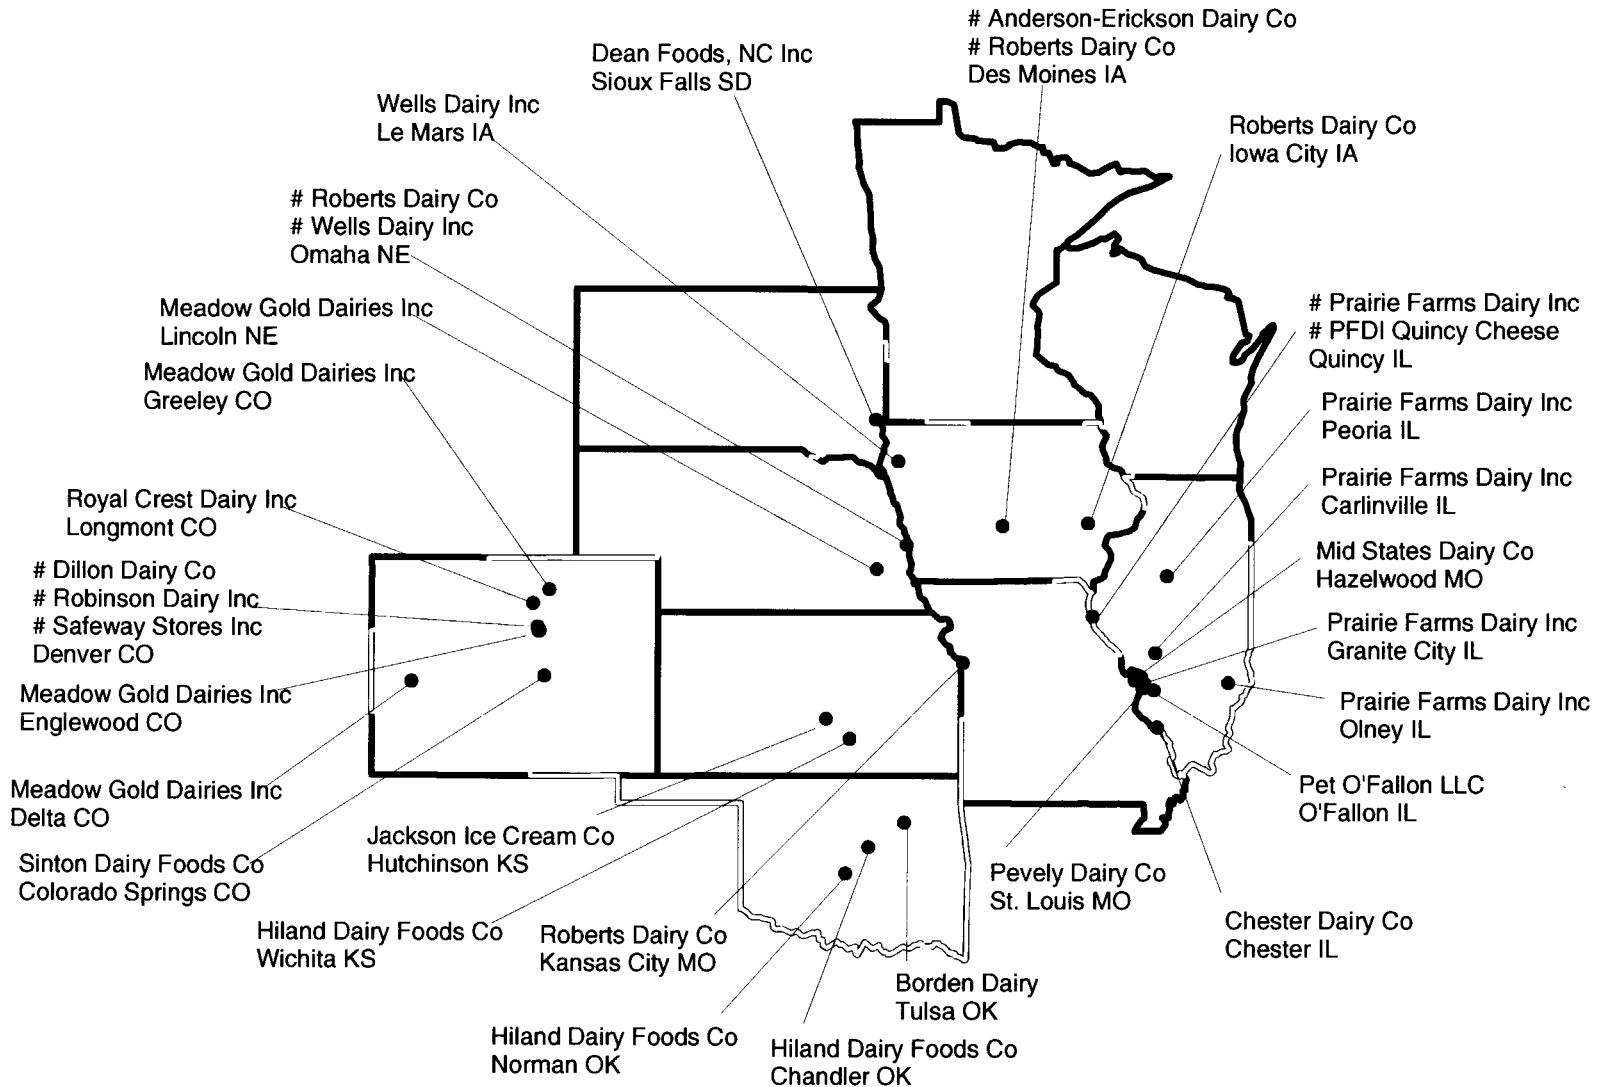 # Anderson-Erickson Dairy Co
# Roberts Dairy Co
Des Moines IA
Dean Foods, NC Inc
Sioux Falls SD
Wells Dairy Inc
Le Mars IA
Roberts Dairy Co
Iowa City IA
# Roberts Dairy Co
# Wells Dairy Inc
Omaha NE
Meadow Gold Dairies Inc
Lincoln NE
Meadow Gold Dairies Inc
Greeley CO
Royal Crest Dairy Inc
Longmont CO
# Dillon Dairy Co
# Robinson Dairy Inc
# Safeway Stores Inc
Denver CO
Meadow Gold Dairies Inc
Englewood CO
Meadow Gold Dairies Inc
Delta CO
Sinton Dairy Foods Co
Colorado Springs CO
Jackson Ice Cream Co
Hutchinson KS
Hiland Dairy Foods Co
Wichita KS
Roberts Dairy Co
Kansas City MO
Hiland Dairy Foods Co
Norman OK
Hiland Dairy Foods Co
Chandler OK
Borden Dairy
Tulsa OK
# Prairie Farms Dairy Inc
# PFDI Quincy Cheese
Quincy IL
Prairie Farms Dairy Inc
Peoria IL
Prairie Farms Dairy Inc
Carlinville IL
Mid States Dairy Co
Hazelwood MO
Prairie Farms Dairy Inc
Granite City IL
Prairie Farms Dairy Inc
Olney IL
Pet O'Fallon LLC
O'Fallon IL
Pevely Dairy Co
St. Louis MO
Chester Dairy Co
Chester IL